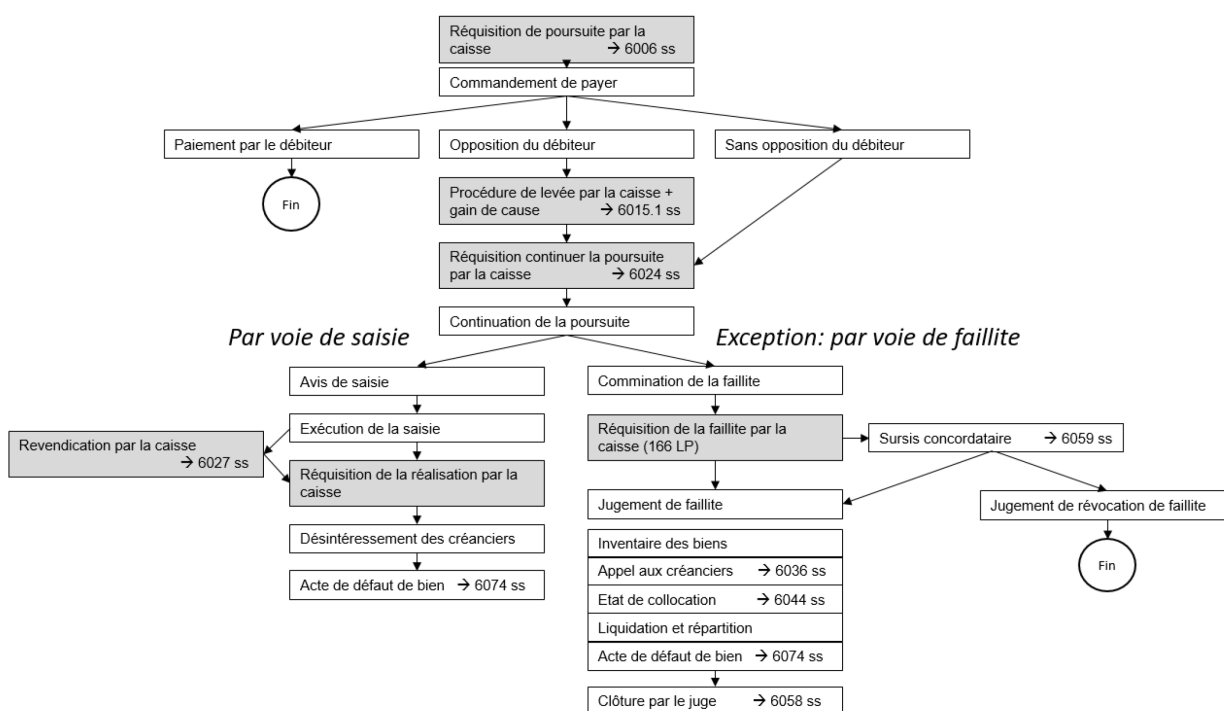 Réquisition de poursuite par la
caisse → 6006 ss
Commandement de payer
Paiement par le débiteur
Opposition du débiteur
Sans opposition du débiteur
Fin
Procédure de levée par la caisse +
gain de cause → 6015.1 ss
Réquisition continuer la poursuite
par la caisse → 6024 ss
Continuation de la poursuite
Par voie de saisie
Exception: par voie de faillite
Avis de saisie
Commination de la faillite
Exécution de la saisie
Réquisition de la faillite par la
caisse (166 LP)
Sursis concordataire → 6059 ss
Revendication par la caisse
→ 6027 ss
Réquisition de la réalisation par la
caisse
Jugement de faillite
Jugement de révocation de faillite
Désintéressement des créanciers
Inventaire des biens
Fin
Acte de défaut de bien → 6074 ss
Appel aux créanciers → 6036 ss
Etat de collocation → 6044 ss
Liquidation et répartition
Acte de défaut de bien → 6074 ss
Clôture par le juge → 6058 ss